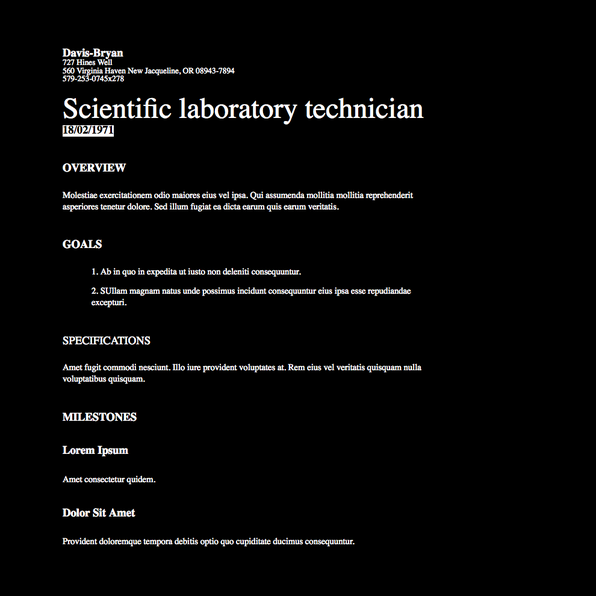 Davis-Bryan
727 Hines Well
560 Virginia Haven New Jacqueline, OR 08943-7894
579-253-0745x278
Scientific laboratory technician
18/02/1971
OVERVIEW
Molestiae exercitationem odio maiores eius vel ipsa. Qui assumenda mollitia mollitia reprehenderit
asperiores tenetur dolore. Sed illum fugiat ea dicta earum quis earum veritatis.
GOALS
1. Ab in quo in expedita ut iusto non deleniti consequuntur.
2. SUllam magnam natus unde possimus incidunt consequuntur eius ipsa esse repudiandae
excepturi.
SPECIFICATIONS
Amet fugit commodi nesciunt. Illo iure provident voluptates at. Rem eius vel veritatis quisquam nulla
voluptatibus quisquam.
MILESTONES
Lorem Ipsum
Amet consectetur quidem.
Dolor Sit Amet
Provident doloremque tempora debitis optio quo cupiditate ducimus consequuntur.